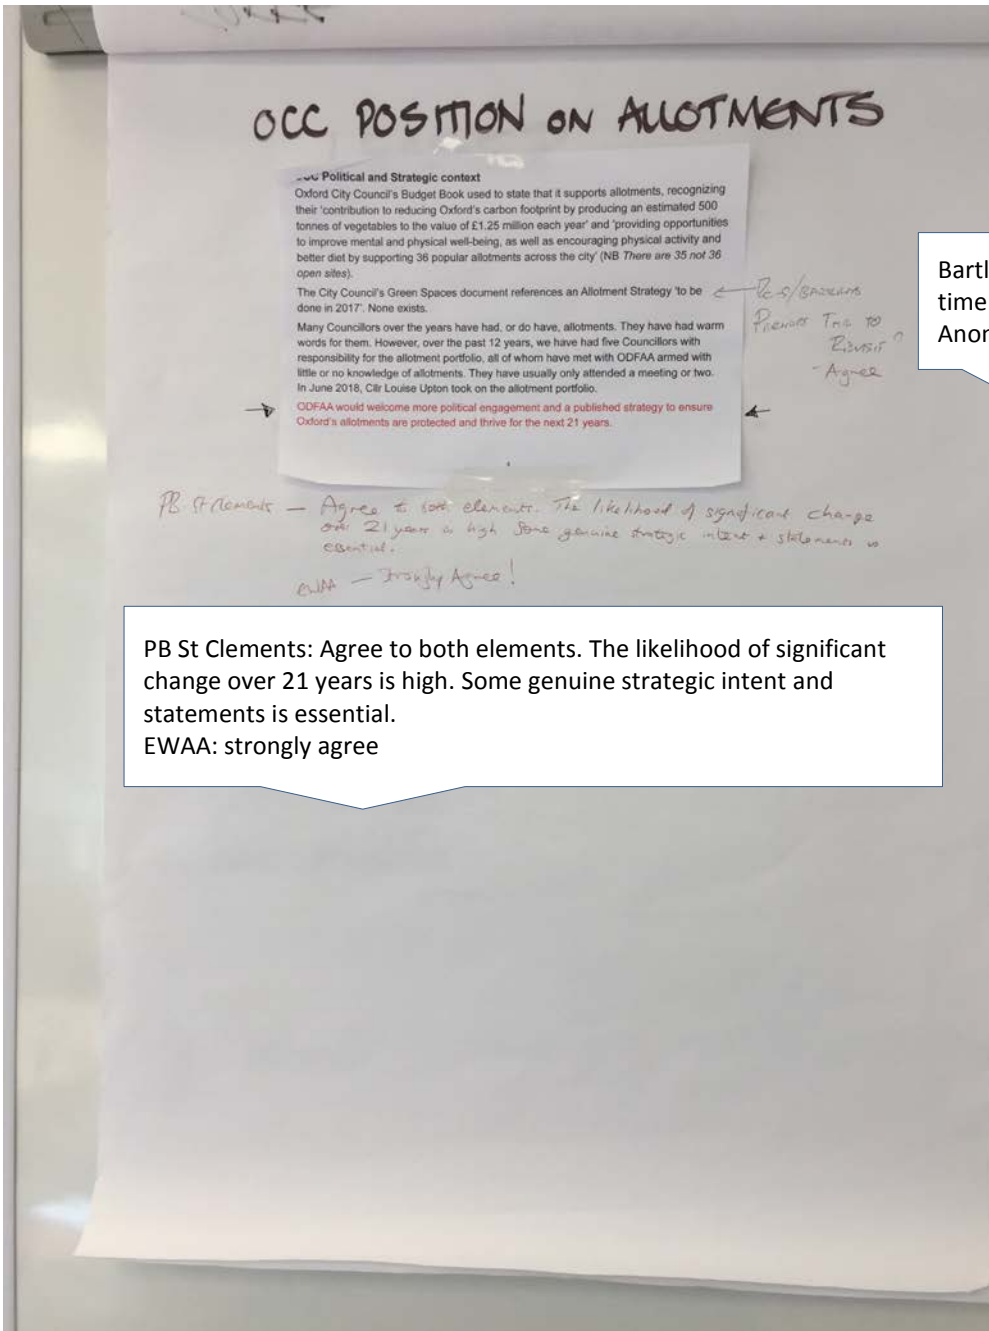 OCC POSITION ON ALLOTMENTS
Political and Strategic context
Oxford City Council's Budget Book used to state that it supports allotments, recognizing
their 'contribution to reducing Oxford's carbon footprint by producing an estimated 500
tonnes of vegetables to the value of £1.25 million each year' and 'providing opportunities
to improve mental and physical well-being, as well as encouraging physical activity and
better diet by supporting 36 popular allotments across the city' (NB There are 35 not 36
open sites).
The City Council's Green Spaces document references an Allotment Strategy 'to be
done in 2017'. None exists.
Many Councillors over the years have had, or do have, allotments. They have had warm
words for them. However, over the past 12 years, we have had five Councillors with
responsibility for the allotment portfolio, all of whom have met with ODFAA armed with
little or no knowledge of allotments. They have usually only attended a meeting or two.
In June 2018, Cllr Louise Upton took on the allotment portfolio.
ODFAA would welcome more political engagement and a published strategy to ensure
Oxford's allotments are protected and thrive for the next 21 years.
TO
- Agree
Bartl
time
Anor
PB St Clements — Agree to both elements. The likelihood of significant change
over 21 years is high Some genuine strategic intent + statements is
essential.
EWAA — Strongly Agree!
PB St Clements: Agree to both elements. The likelihood of significant
change over 21 years is high. Some genuine strategic intent and
statements is essential.
EWAA: strongly agree